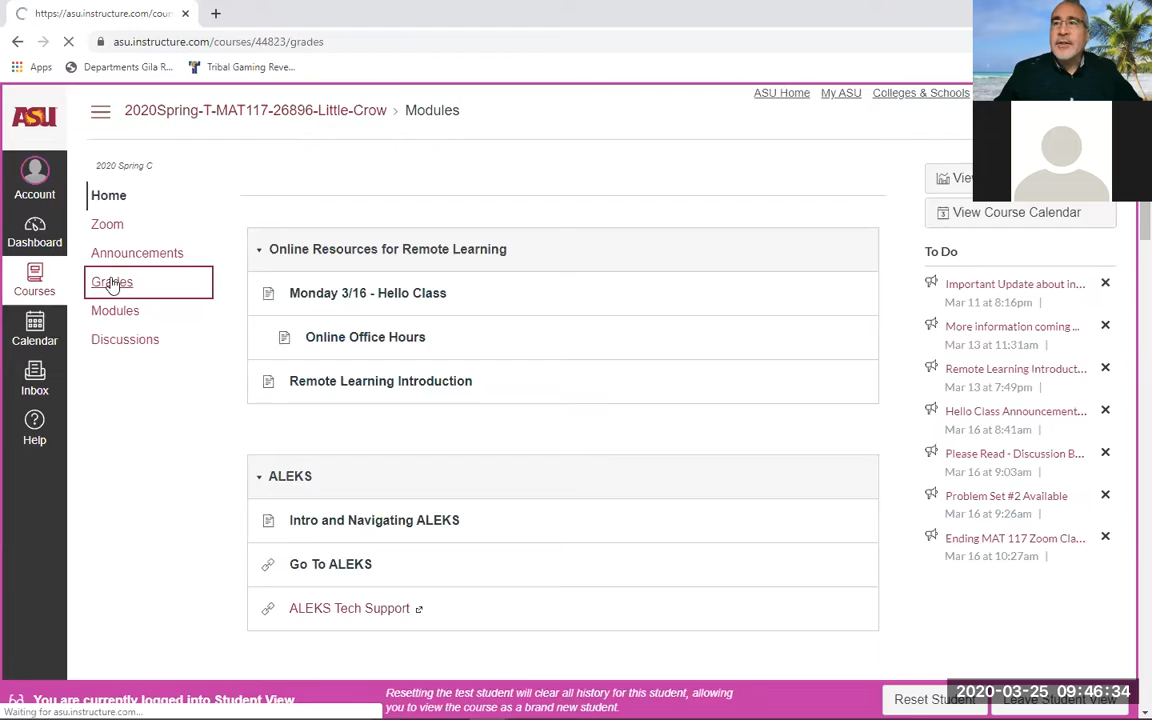 https://asu.instructure.com/cour
asu.instructure.com/courses/44823/grades
Apps
Departments Gila R...
Tribal Gaming Reve...
ASU Home
My ASU
Colleges & Schools
ASU
2020Spring-T-MAT117-26896-Little-Crow › Modules
2020 Spring C
Account
Dashboard
Courses
Calendar
Inbox
Help
Home
Zoom
Announcements
Grades
Modules
Discussions
Online Resources for Remote Learning
Monday 3/16 - Hello Class
Online Office Hours
Remote Learning Introduction
ALEKS
Intro and Navigating ALEKS
Go To ALEKS
ALEKS Tech Support
View Course Calendar
To Do
Important Update about in...
Mar 11 at 8:16pm |
More information coming ...
Mar 13 at 11:31am |
Remote Learning Introduct...
Mar 13 at 7:49pm |
Hello Class Announcement...
Mar 16 at 8:41am |
Please Read - Discussion B...
Mar 16 at 9:03am |
Problem Set #2 Available
Mar 16 at 9:26am |
Ending MAT 117 Zoom Cla...
Mar 16 at 10:27am |
You are currently logged into Student View
Resetting the test student will clear all history for this student, allowing
you to view the course as a brand new student.
Reset Student
Leave Student View
2020-03-25 09:46:34
Waiting for asu.instructure.com...